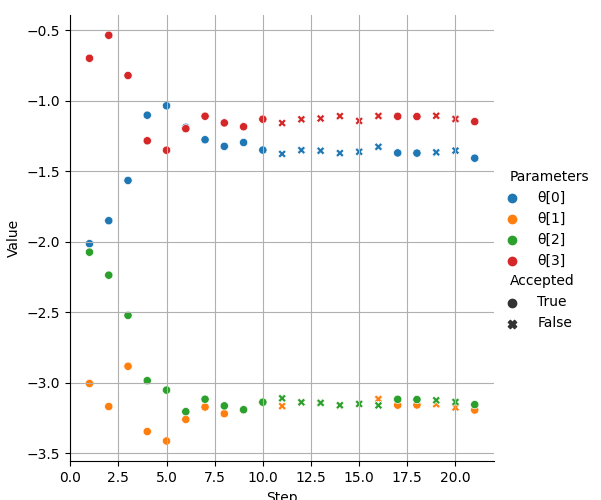 −0.5
−1.0
−1.5
−2.0
−2.5
−3.0
−3.5
Value
0.0 2.5 5.0 7.5 10.0 12.5 15.0 17.5 20.0
Step
Parameters
θ[0]
θ[1]
θ[2]
θ[3]
Accepted
True
False